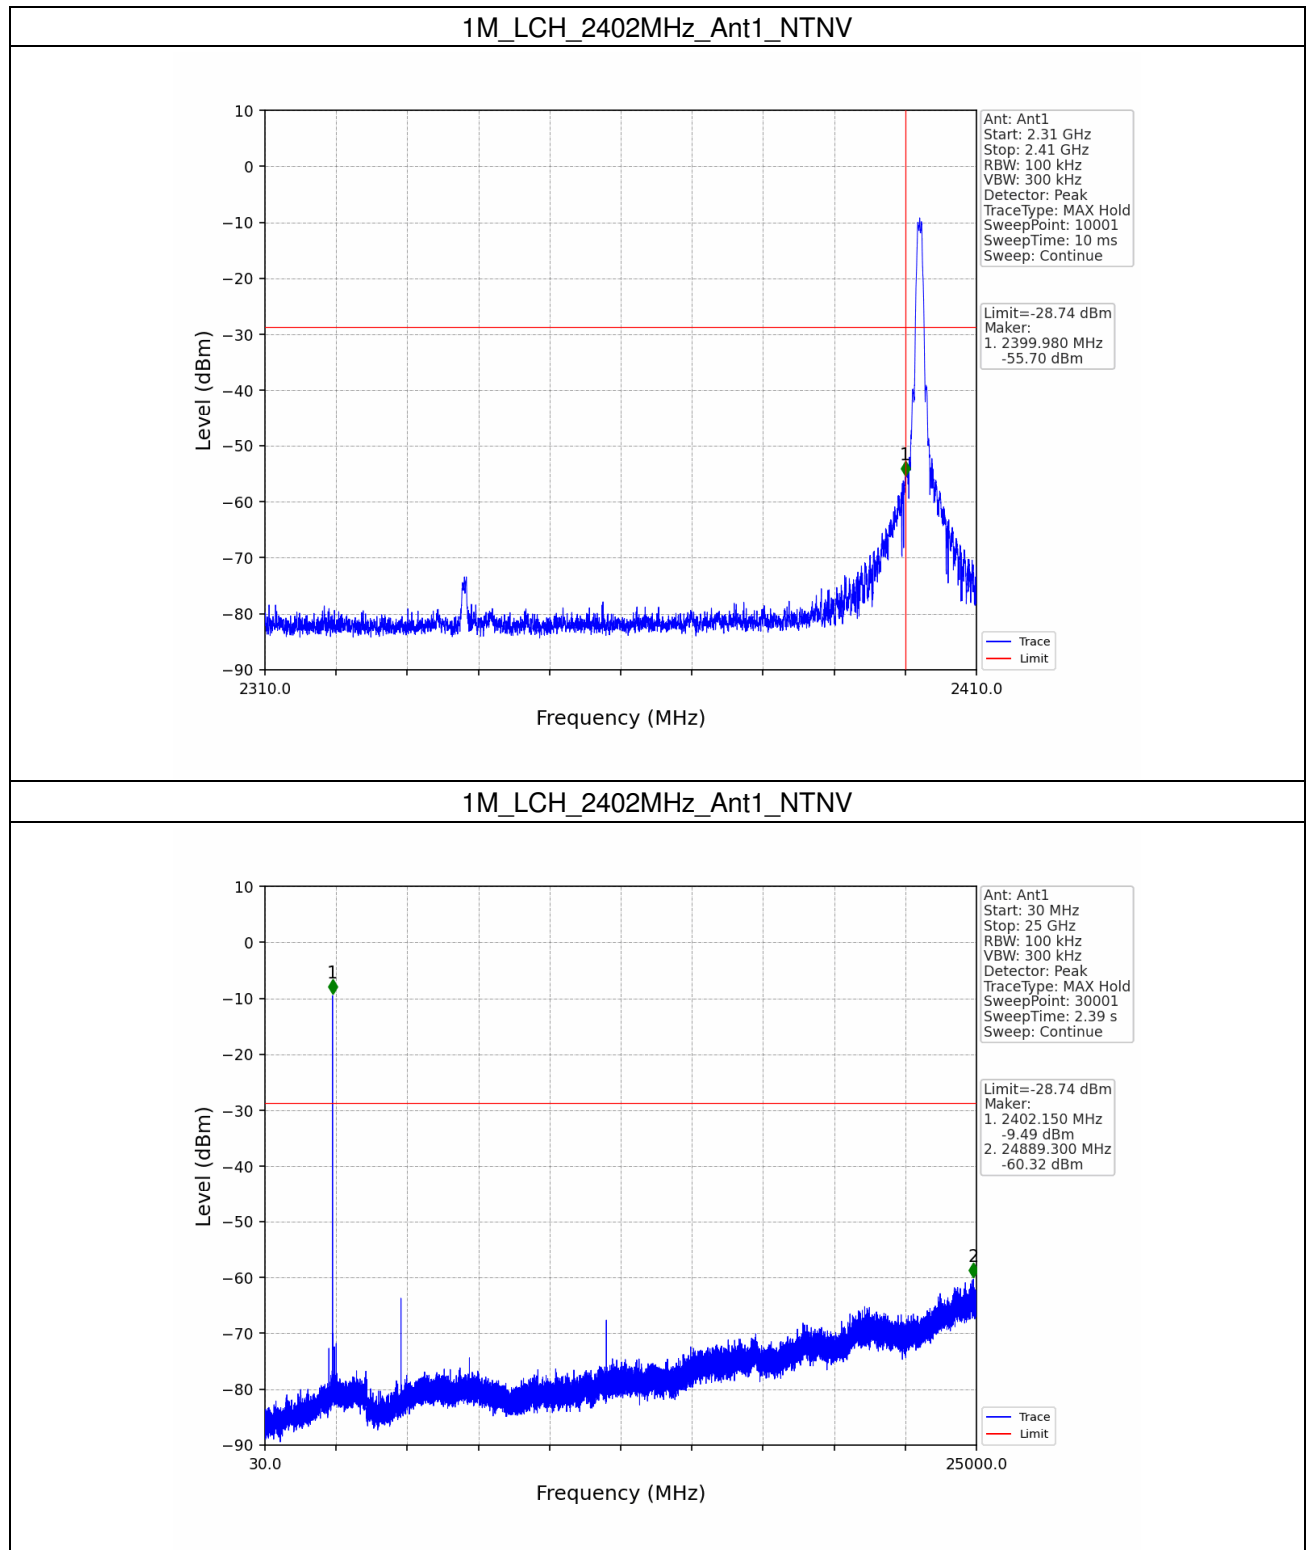 1M_LCH_2402MHz_Ant1_NTNV
10
0
−10
−20
−30
−40
−50
−60
−70
−80
−90
Level (dBm)
2310.0
2410.0
Frequency (MHz)
1
Ant: Ant1
Start: 2.31 GHz
Stop: 2.41 GHz
RBW: 100 kHz
VBW: 300 kHz
Detector: Peak
TraceType: MAX Hold
SweepPoint: 10001
SweepTime: 10 ms
Sweep: Continue
Limit=-28.74 dBm
Maker:
1. 2399.980 MHz
-55.70 dBm
Trace
Limit
1M_LCH_2402MHz_Ant1_NTNV
10
0
−10
−20
−30
−40
−50
−60
−70
−80
−90
Level (dBm)
30.0
25000.0
Frequency (MHz)
1
2
Ant: Ant1
Start: 30 MHz
Stop: 25 GHz
RBW: 100 kHz
VBW: 300 kHz
Detector: Peak
TraceType: MAX Hold
SweepPoint: 30001
SweepTime: 2.39 s
Sweep: Continue
Limit=-28.74 dBm
Maker:
1. 2402.150 MHz
-9.49 dBm
2. 24889.300 MHz
-60.32 dBm
Trace
Limit